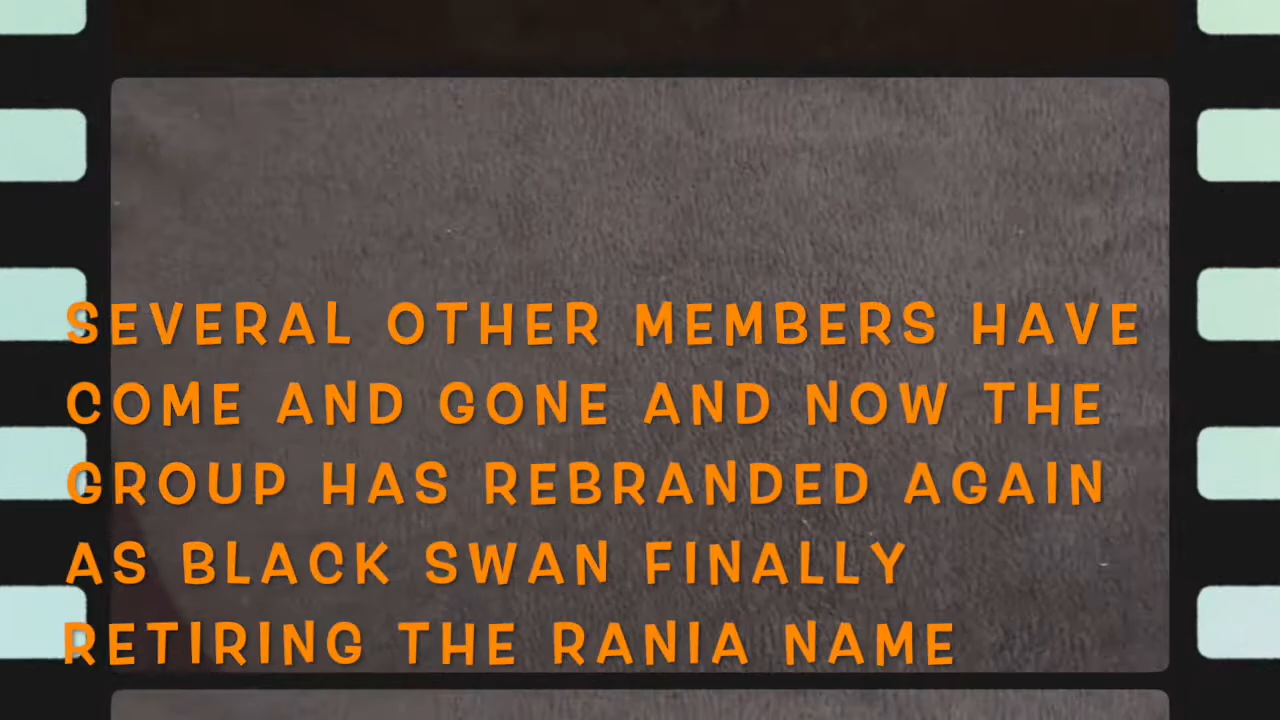 SEVERAL OTHER MEMBERS HAVE
COME AND GONE AND NOW THE
GROUP HAS REBRANDED AGAIN
AS BLACK SWAN FINALLY
RETIRING THE RANIA NAME